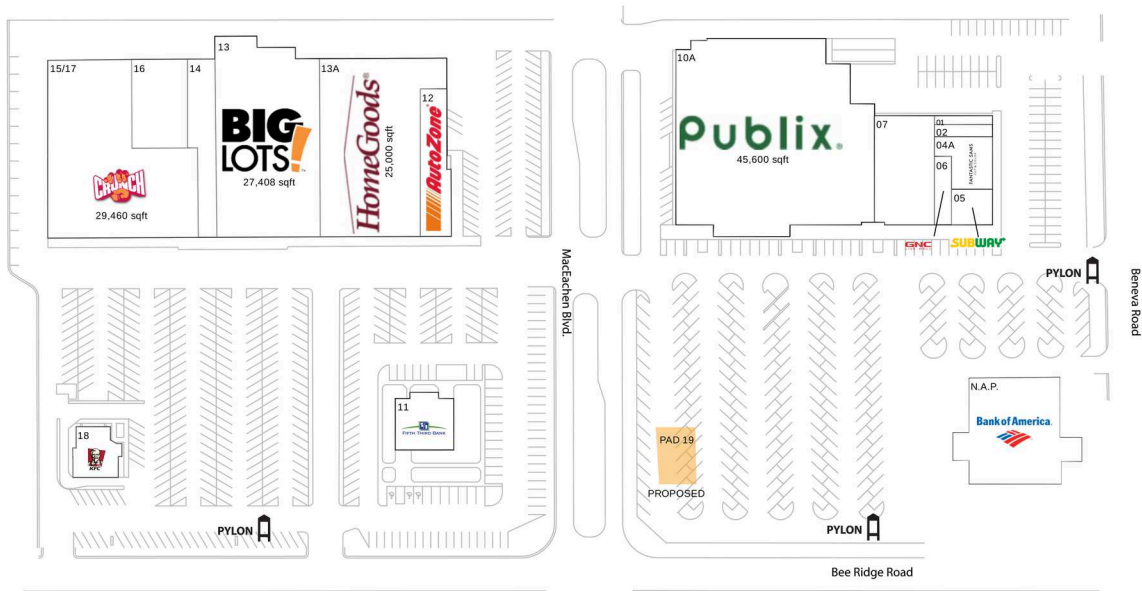 15/17
16
14
13
13A
12
CRUNCH
29,460 sqft
BIG
LOTS!
27,408 sqft
HomeGoods®
25,000 sqft
AutoZone
10A
Publix.
45,600 sqft
07
01
02
04A
FANTASTIC SAMS
06
05
GNC
SUBWAY
PYLON
MacEachen Blvd.
Beneva Road
18
KFC
11
FIFTH THIRD BANK
PAD 19
PROPOSED
N.A.P.
Bank of America
PYLON
PYLON
Bee Ridge Road